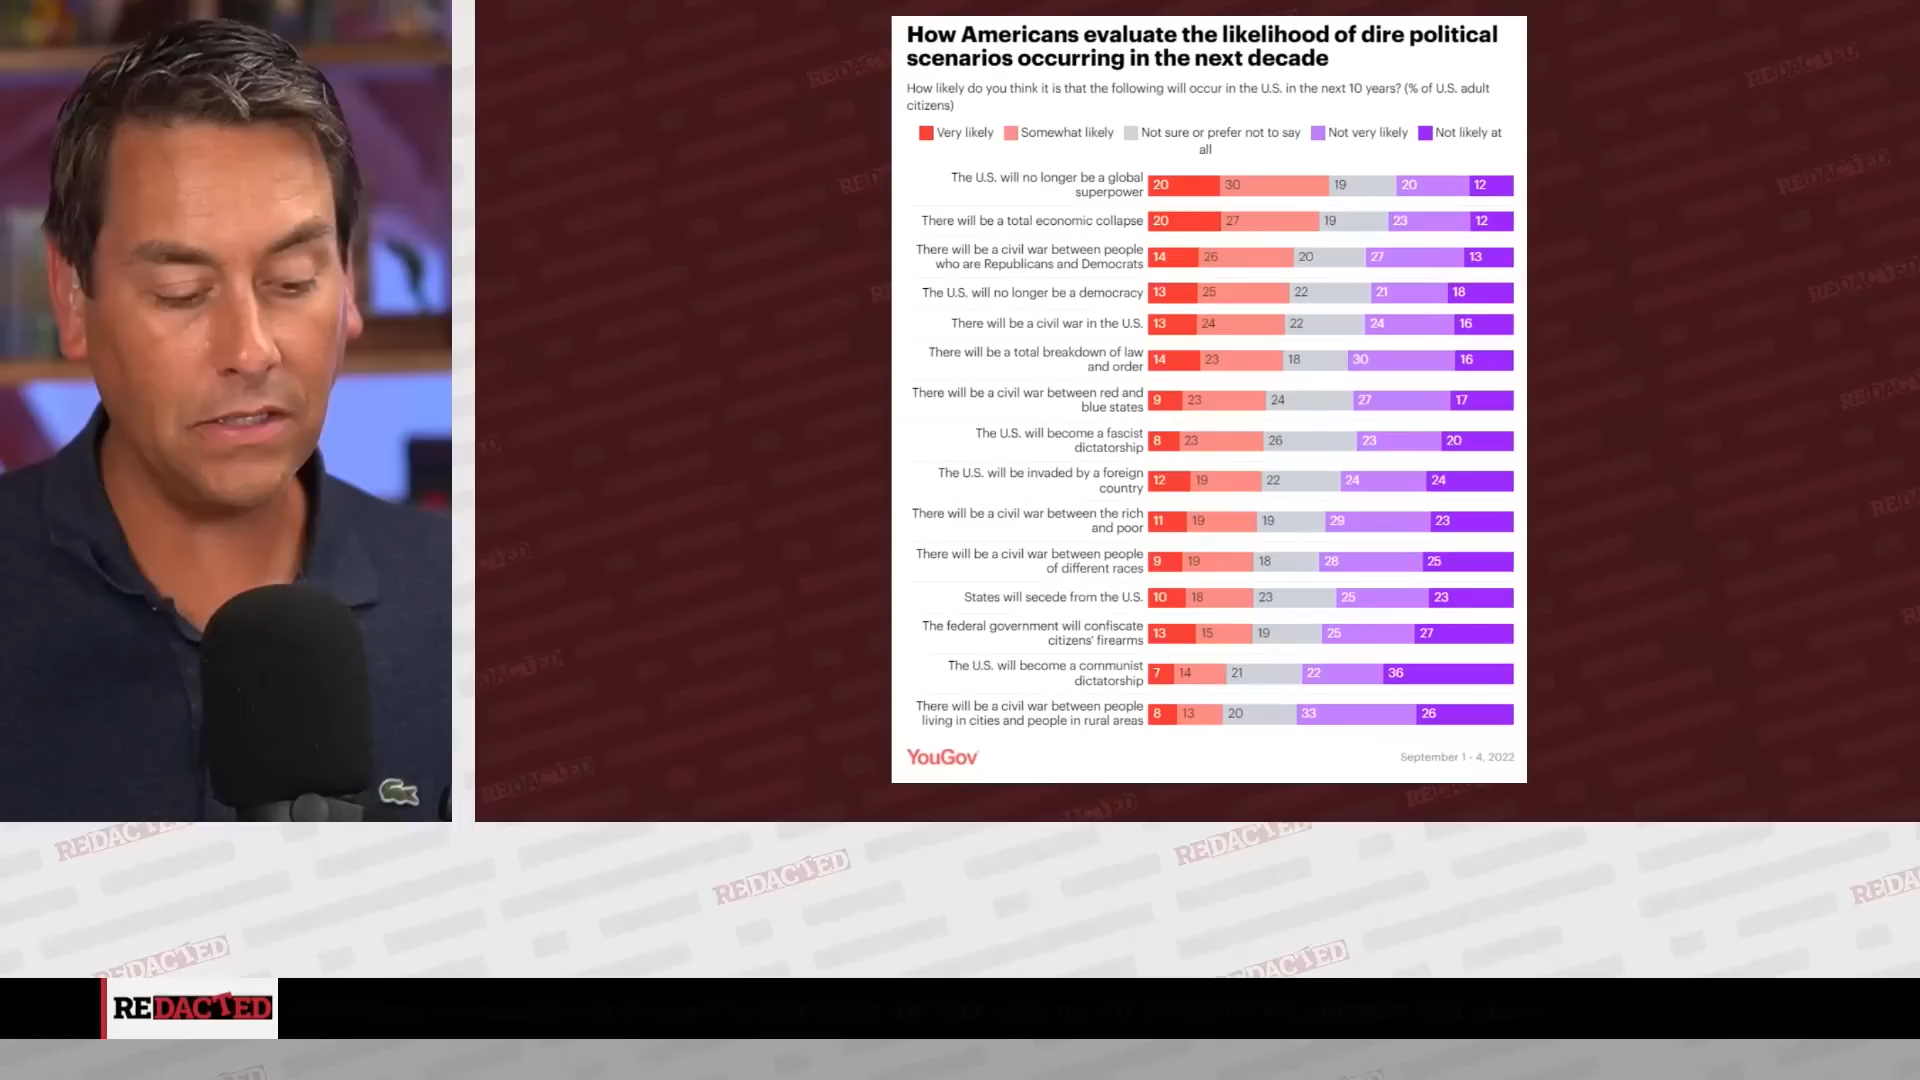 How Americans evaluate the likelihood of dire political
scenarios occurring in the next decade
How likely do you think it is that the following will occur in the U.S. in the next 10 years? (% of U.S. adult
citizens)
Very likely Somewhat likely Not sure or prefer not to say Not very likely Not likely at
all
The U.S. will no longer be a global
superpower
20 30 19 20 12
There will be a total economic collapse 20 27 19 23 12
There will be a civil war between people
who are Republicans and Democrats
14 26 20 27 13
The U.S. will no longer be a democracy 13 25 22 21 18
There will be a civil war in the U.S. 13 24 22 24 16
There will be a total breakdown of law
and order
14 23 18 30 16
There will be a civil war between red and
blue states
9 23 24 27 17
The U.S. will become a fascist
dictatorship
8 23 26 23 20
The U.S. will be invaded by a foreign
country
12 19 22 24 24
There will be a civil war between the rich
and poor
11 19 19 29 23
There will be a civil war between people
of different races
9 19 18 28 25
States will secede from the U.S. 10 18 23 25 23
The federal government will confiscate
citizens' firearms
13 15 19 25 27
The U.S. will become a communist
dictatorship
7 14 21 22 36
There will be a civil war between people
living in cities and people in rural areas
8 13 20 33 26
YouGov September 1 - 4, 2022
REDACTED
REDACTED
REDACTED
REDACTED
REDACTED
REDACTED